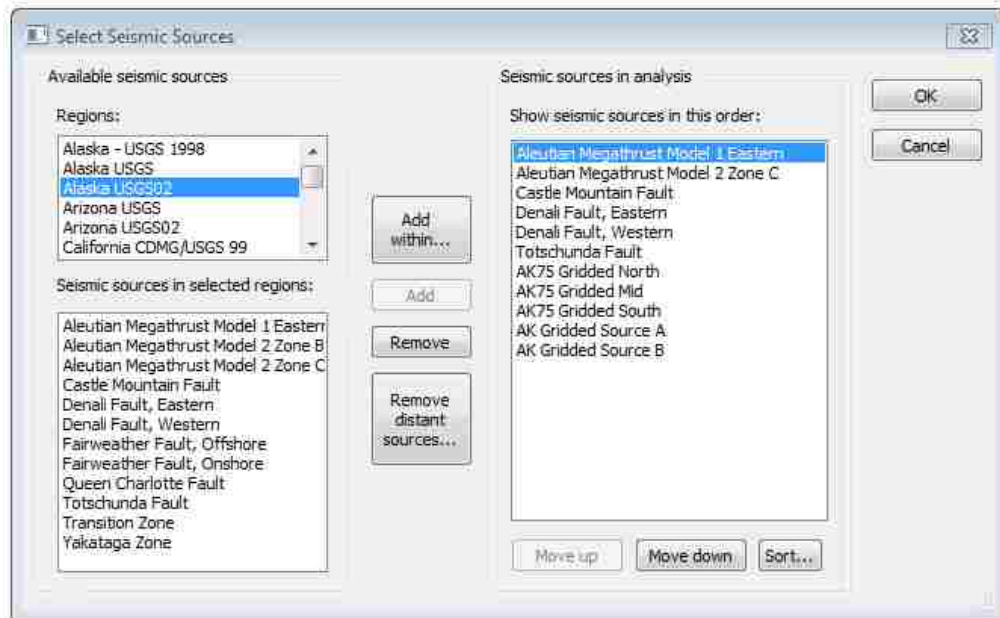 Select Seismic Sources
Available seismic sources
Regions:
Alaska - USGS 1998
Alaska USGS
Alaska USGS02
Arizona USGS
Arizona USGS02
California CDMG/USGS 99
Seismic sources in selected regions:
Aleutian Megathrust Model 1 Eastern
Aleutian Megathrust Model 2 Zone B
Aleutian Megathrust Model 2 Zone C
Castle Mountain Fault
Denali Fault, Eastern
Denali Fault, Western
Fairweather Fault, Offshore
Fairweather Fault, Onshore
Queen Charlotte Fault
Totschunda Fault
Transition Zone
Yakataga Zone
Add
within...
Add
Remove
Remove
distant
sources...
Seismic sources in analysis
Show seismic sources in this order:
Aleutian Megathrust Model 1 Eastern
Aleutian Megathrust Model 2 Zone C
Castle Mountain Fault
Denali Fault, Eastern
Denali Fault, Western
Totschunda Fault
AK75 Gridded North
AK75 Gridded Mid
AK75 Gridded South
AK Gridded Source A
AK Gridded Source B
Move up
Move down
Sort...
OK
Cancel